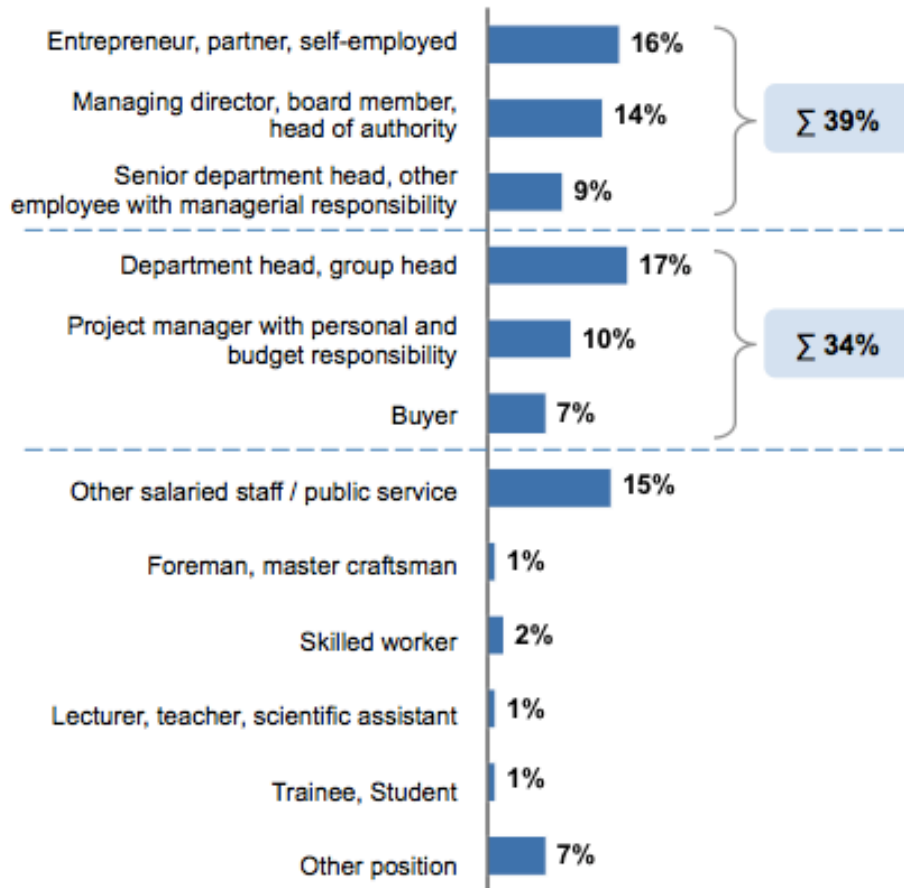 Entrepreneur, partner, self-employed
16%
Managing director, board member,
head of authority
14%
∑ 39%
Senior department head, other
employee with managerial responsibility
9%
Department head, group head
17%
Project manager with personal and
budget responsibility
10%
∑ 34%
Buyer
7%
Other salaried staff / public service
15%
Foreman, master craftsman
1%
Skilled worker
2%
Lecturer, teacher, scientific assistant
1%
Trainee, Student
1%
Other position
7%